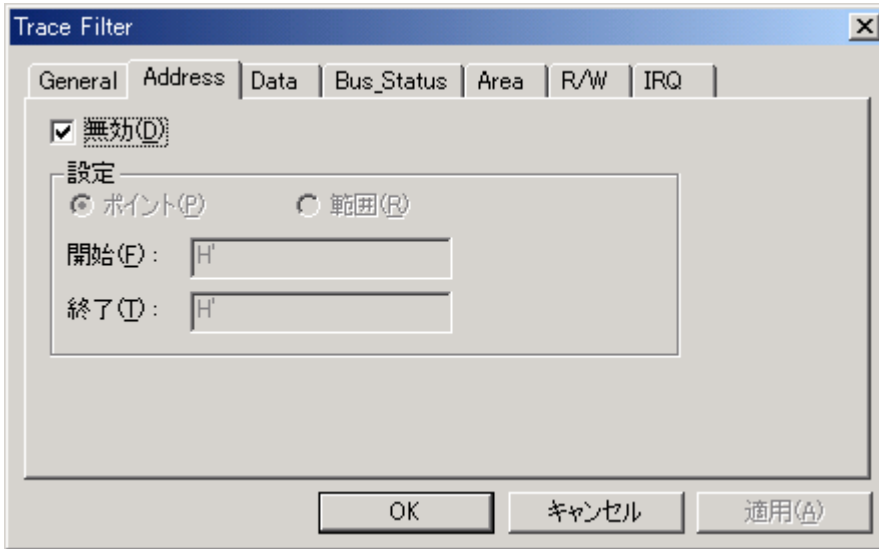 Trace Filter
General Address Data Bus_Status Area R/W IRQ
無効(D)
設定
ポイント(P) 範囲(R)
開始(F): H'
終了(T): H'
OK キャンセル 適用(A)